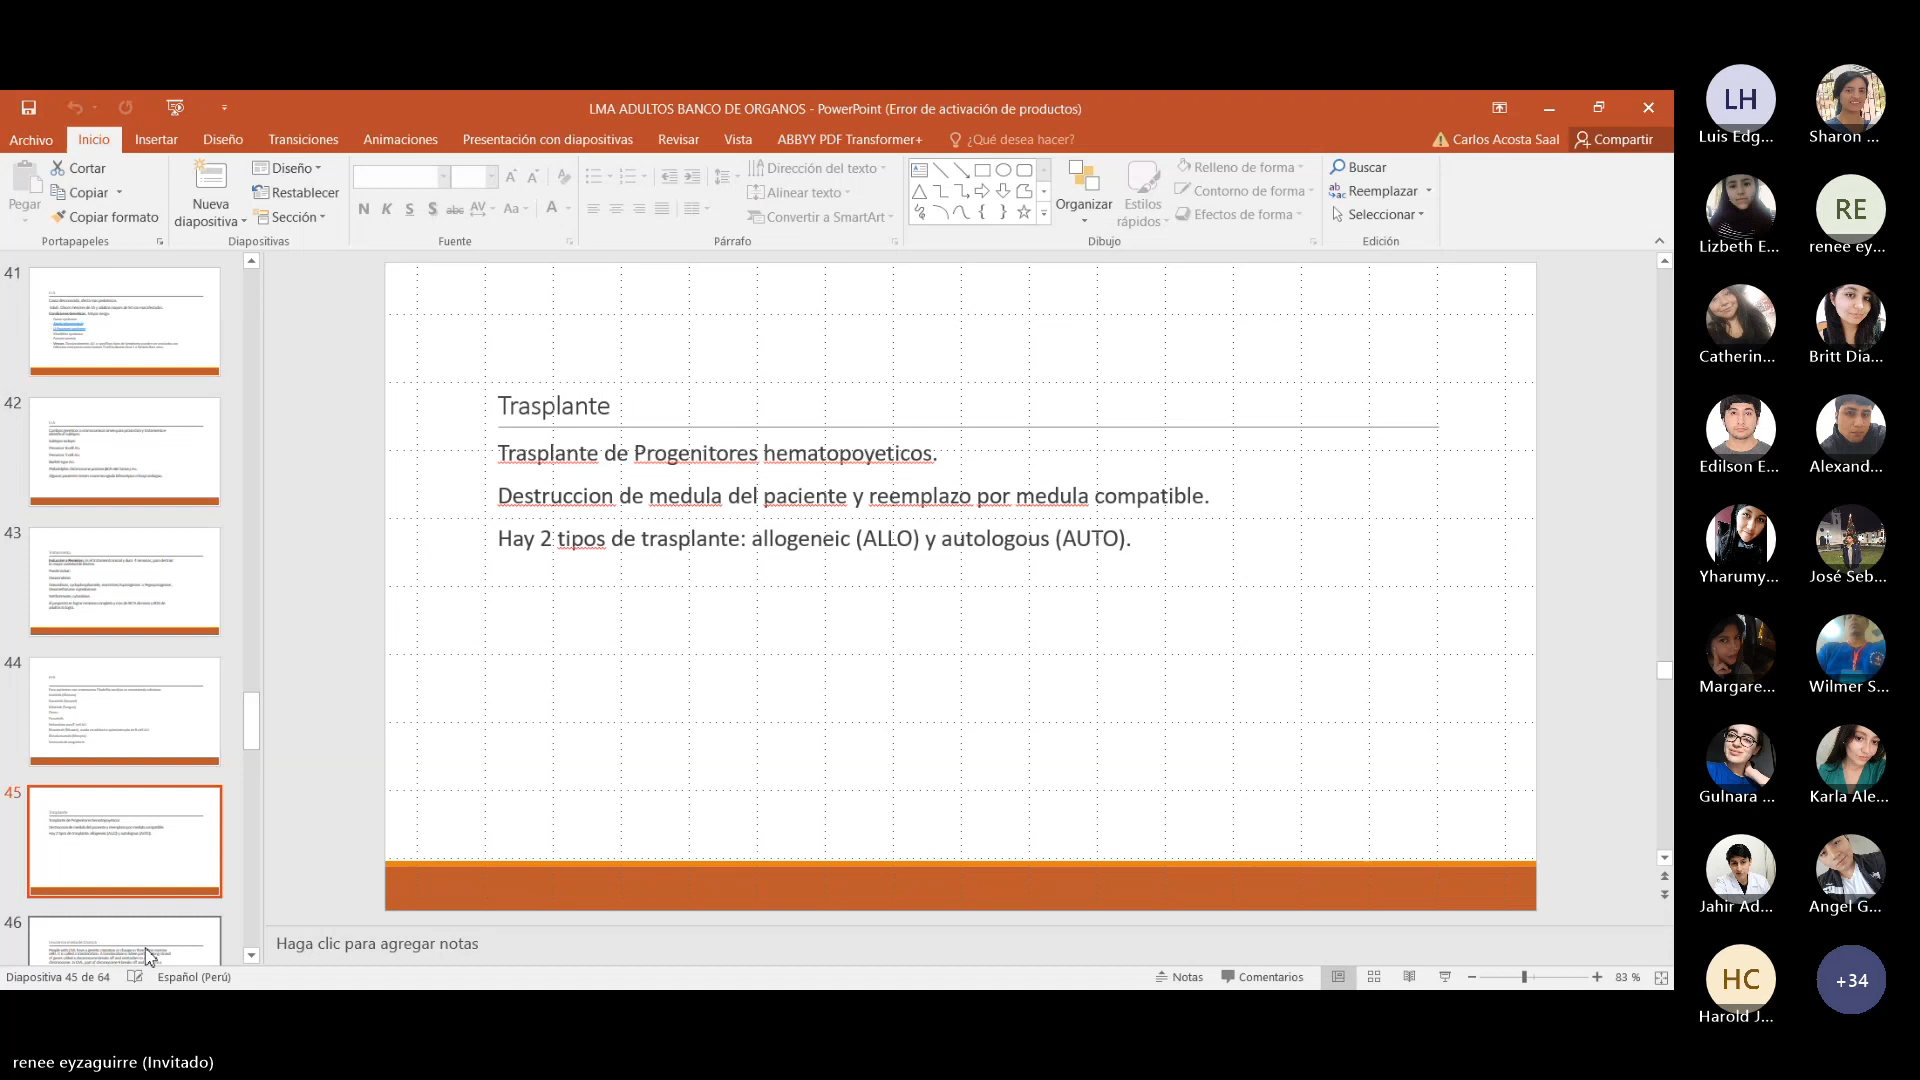 LMA ADULTOS BANCO DE ORGANOS - PowerPoint (Error de activación de productos)
Archivo
Inicio
Insertar
Diseño
Transiciones
Animaciones
Presentación con diapositivas
Revisar
Vista
ABBYY PDF Transformer+
¿Qué desea hacer?
Carlos Acosta Saal
Compartir
Pegar
Cortar
Copiar
Copiar formato
Portapapeles
Nueva diapositiva
Diseño
Restablecer
Sección
Diapositivas
N K S S abc AV Aa A
Fuente
Dirección del texto
Alinear texto
Convertir a SmartArt
Párrafo
Organizar
Estilos rápidos
Relleno de forma
Contorno de forma
Efectos de forma
Dibujo
Buscar
Reemplazar
Seleccionar
Edición
41
42
43
44
45
46
Trasplante
Trasplante de Progenitores hematopoyeticos.
Destruccion de medula del paciente y reemplazo por medula compatible.
Hay 2 tipos de trasplante: allogeneic (ALLO) y autologous (AUTO).
Haga clic para agregar notas
Diapositiva 45 de 64
Español (Perú)
Notas
Comentarios
83 %
LH
Luis Edg...
Sharon ...
Lizbeth E...
RE
renee ey...
Catherin...
Britt Dia...
Edilson E...
Alexand...
Yharumy...
José Seb...
Margare...
Wilmer S...
Gulnara ...
Karla Ale...
Jahir Ad...
Angel G...
HC
Harold J...
+34
renee eyzaguirre (Invitado)